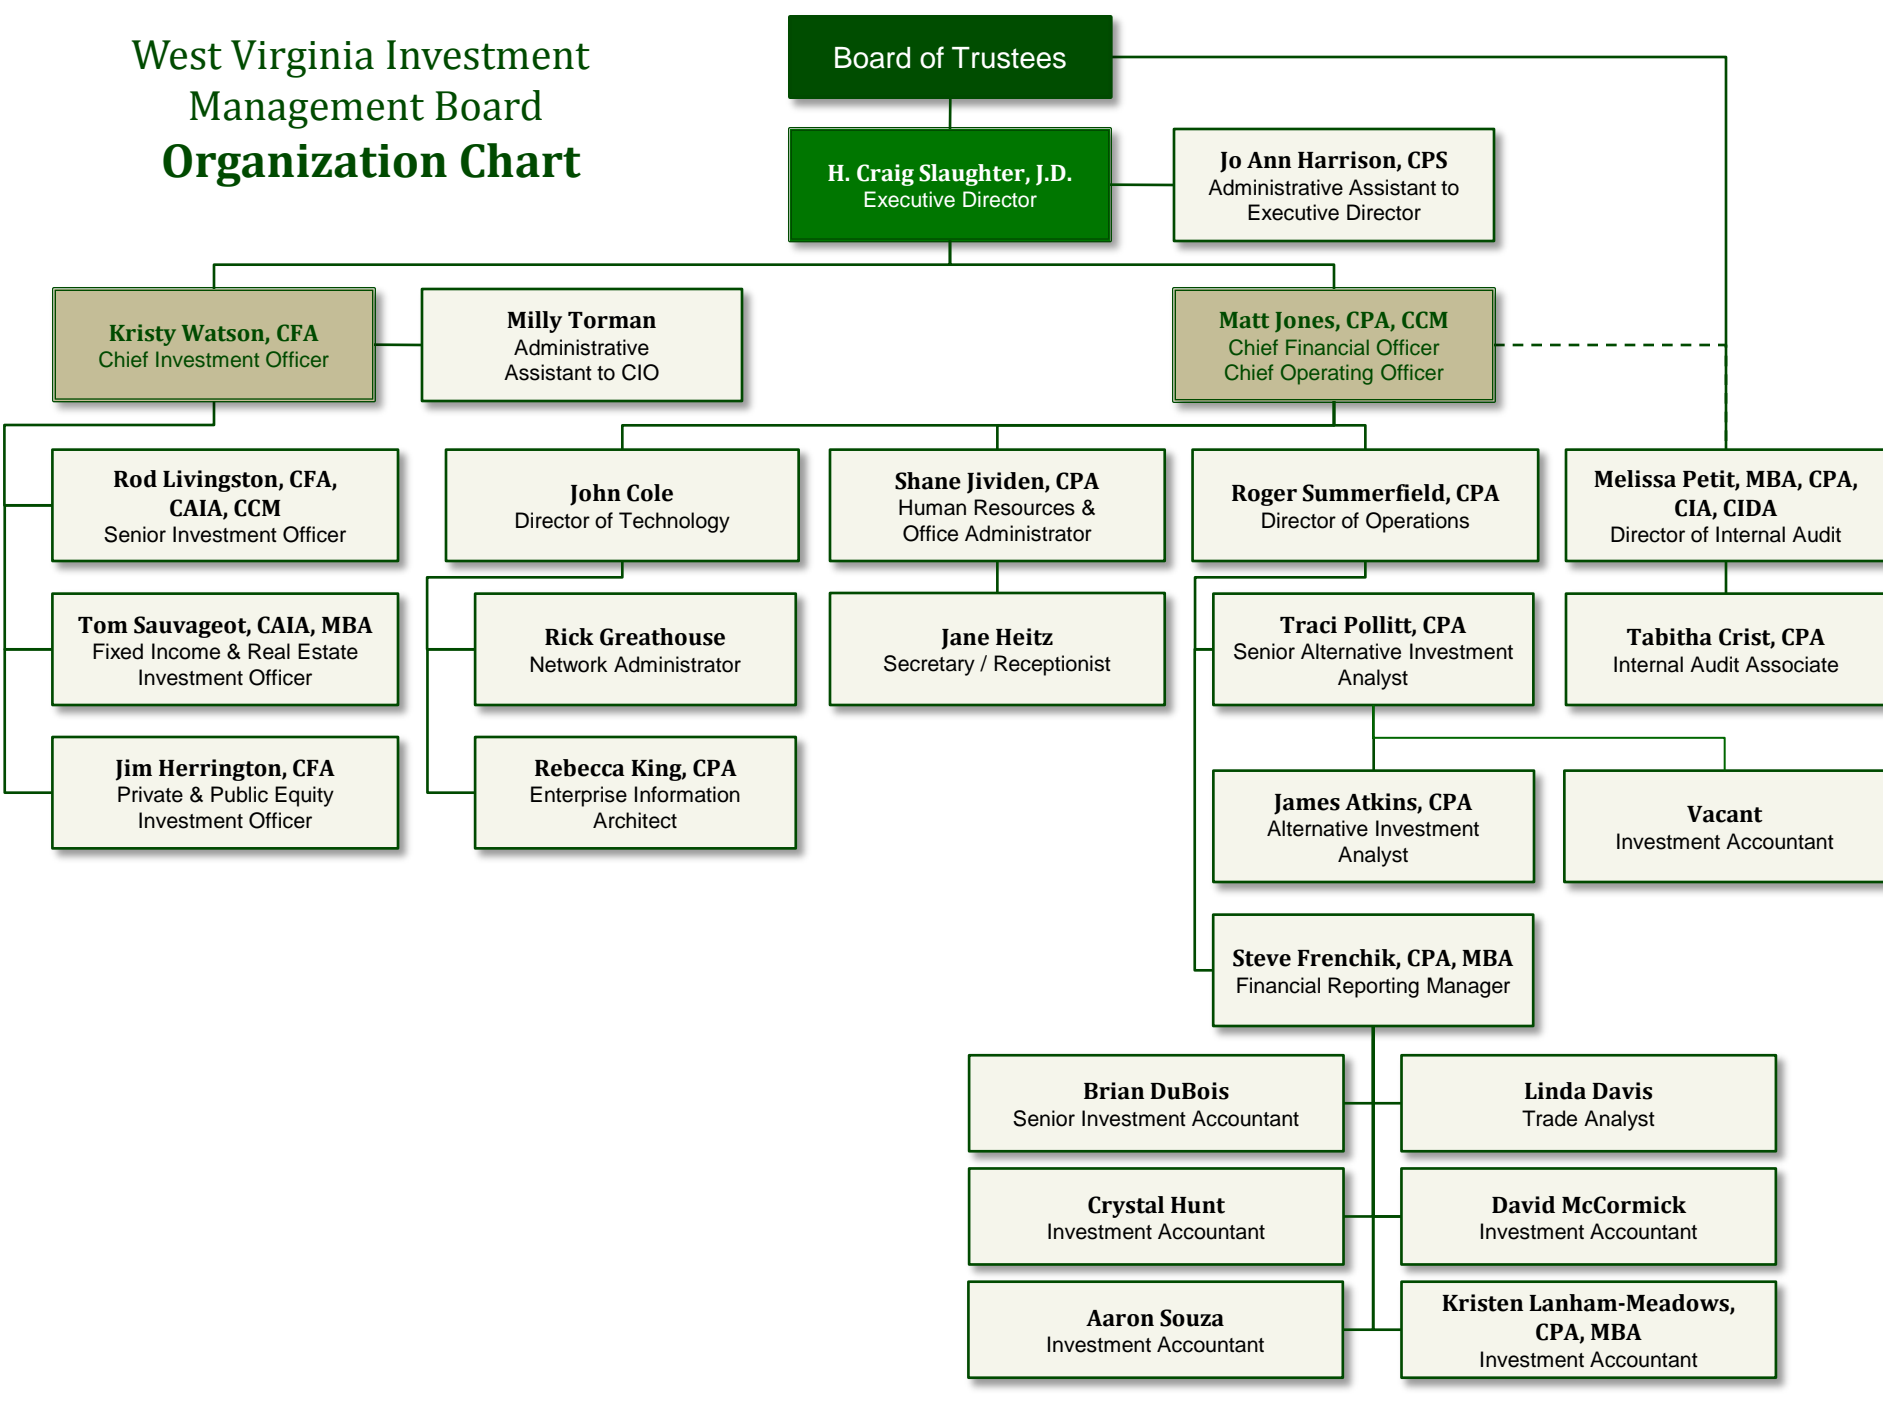 West Virginia Investment
Management Board
Organization Chart
Board of Trustees
H. Craig Slaughter, J.D.
Executive Director
Jo Ann Harrison, CPS
Administrative Assistant to
Executive Director
Kristy Watson, CFA
Chief Investment Officer
Milly Torman
Administrative
Assistant to CIO
Matt Jones, CPA, CCM
Chief Financial Officer
Chief Operating Officer
Rod Livingston, CFA,
CAIA, CCM
Senior Investment Officer
John Cole
Director of Technology
Shane Jividen, CPA
Human Resources &
Office Administrator
Roger Summerfield, CPA
Director of Operations
Melissa Petit, MBA, CPA,
CIA, CIDA
Director of Internal Audit
Tom Sauvageot, CAIA, MBA
Fixed Income & Real Estate
Investment Officer
Rick Greathouse
Network Administrator
Jane Heitz
Secretary / Receptionist
Traci Pollitt, CPA
Senior Alternative Investment
Analyst
Tabitha Crist, CPA
Internal Audit Associate
Jim Herrington, CFA
Private & Public Equity
Investment Officer
Rebecca King, CPA
Enterprise Information
Architect
James Atkins, CPA
Alternative Investment
Analyst
Vacant
Investment Accountant
Steve Frenchik, CPA, MBA
Financial Reporting Manager
Brian DuBois
Senior Investment Accountant
Linda Davis
Trade Analyst
Crystal Hunt
Investment Accountant
David McCormick
Investment Accountant
Aaron Souza
Investment Accountant
Kristen Lanham-Meadows,
CPA, MBA
Investment Accountant